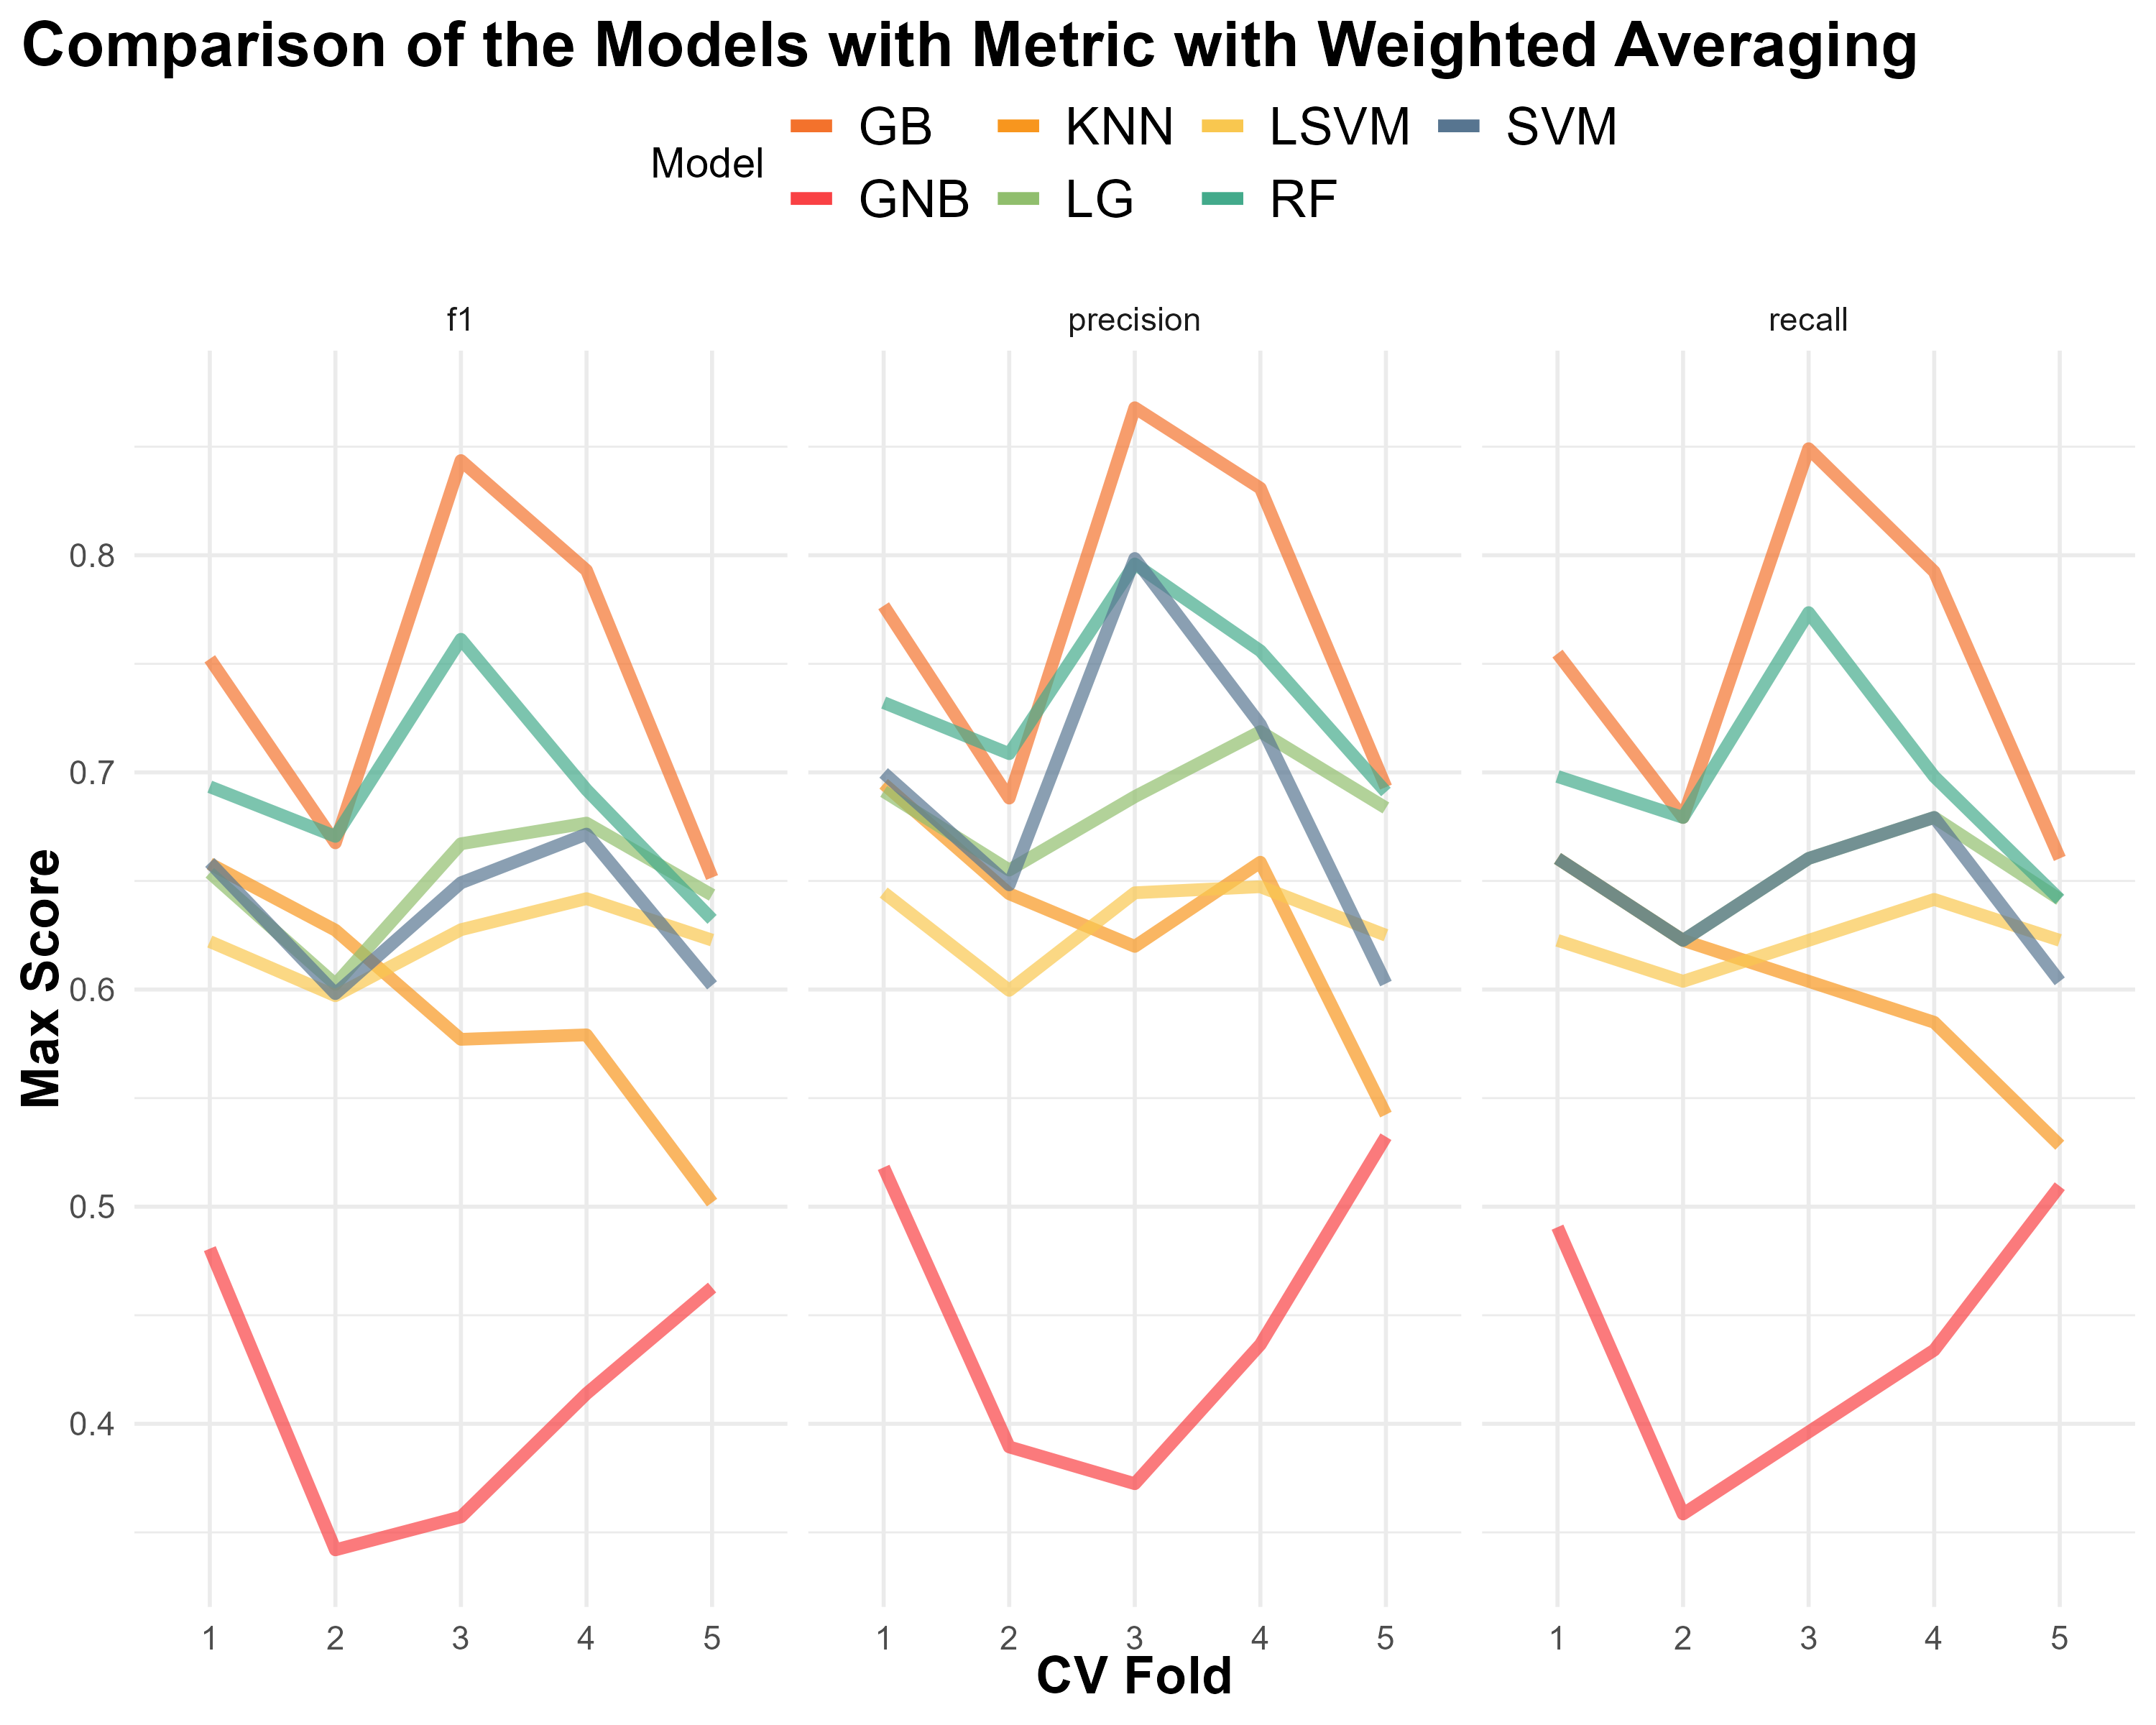 Comparison of the Models with Metric with Weighted Averaging
Model
GB KNN LSVM SVM
GNB LG RF
f1 precision recall
Max Score
0.8
0.7
0.6
0.5
0.4
1 2 3 4 5 1 2 3 4 5 1 2 3 4 5
CV Fold